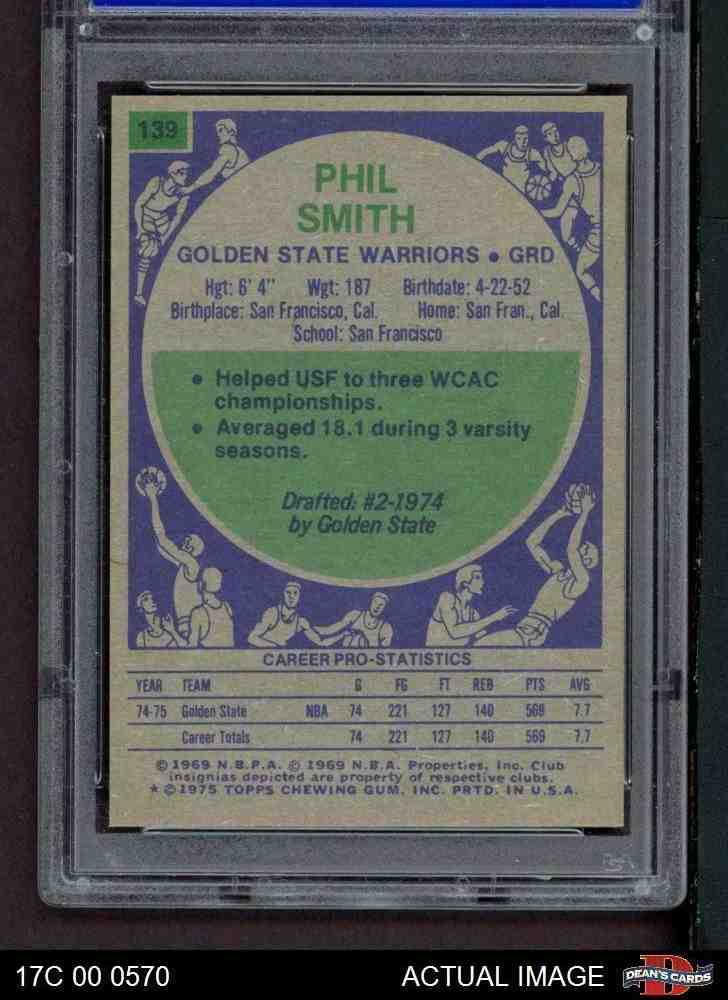 139
PHIL
SMITH
GOLDEN STATE WARRIORS • GRD
Hgt: 6' 4" Wgt: 187 Birthdate: 4-22-52
Birthplace: San Francisco, Cal. Home: San Fran., Cal.
School: San Francisco
• Helped USF to three WCAC
championships.
• Averaged 18.1 during 3 varsity
seasons.
Drafted: #2-1974
by Golden State
CAREER PRO-STATISTICS
YEAR TEAM G FG FT REB PTS AVG
74-75 Golden State NBA 74 221 127 140 569 7.7
Career Totals 74 221 127 140 569 7.7
© 1969 N.B.P.A. © 1969 N.B.A. Properties, Inc. Club
insignias depicted are property of respective clubs.
★ © 1975 TOPPS CHEWING GUM, INC. PRTD. IN U.S.A.
17C 00 0570 ACTUAL IMAGE DEAN'S CARDS